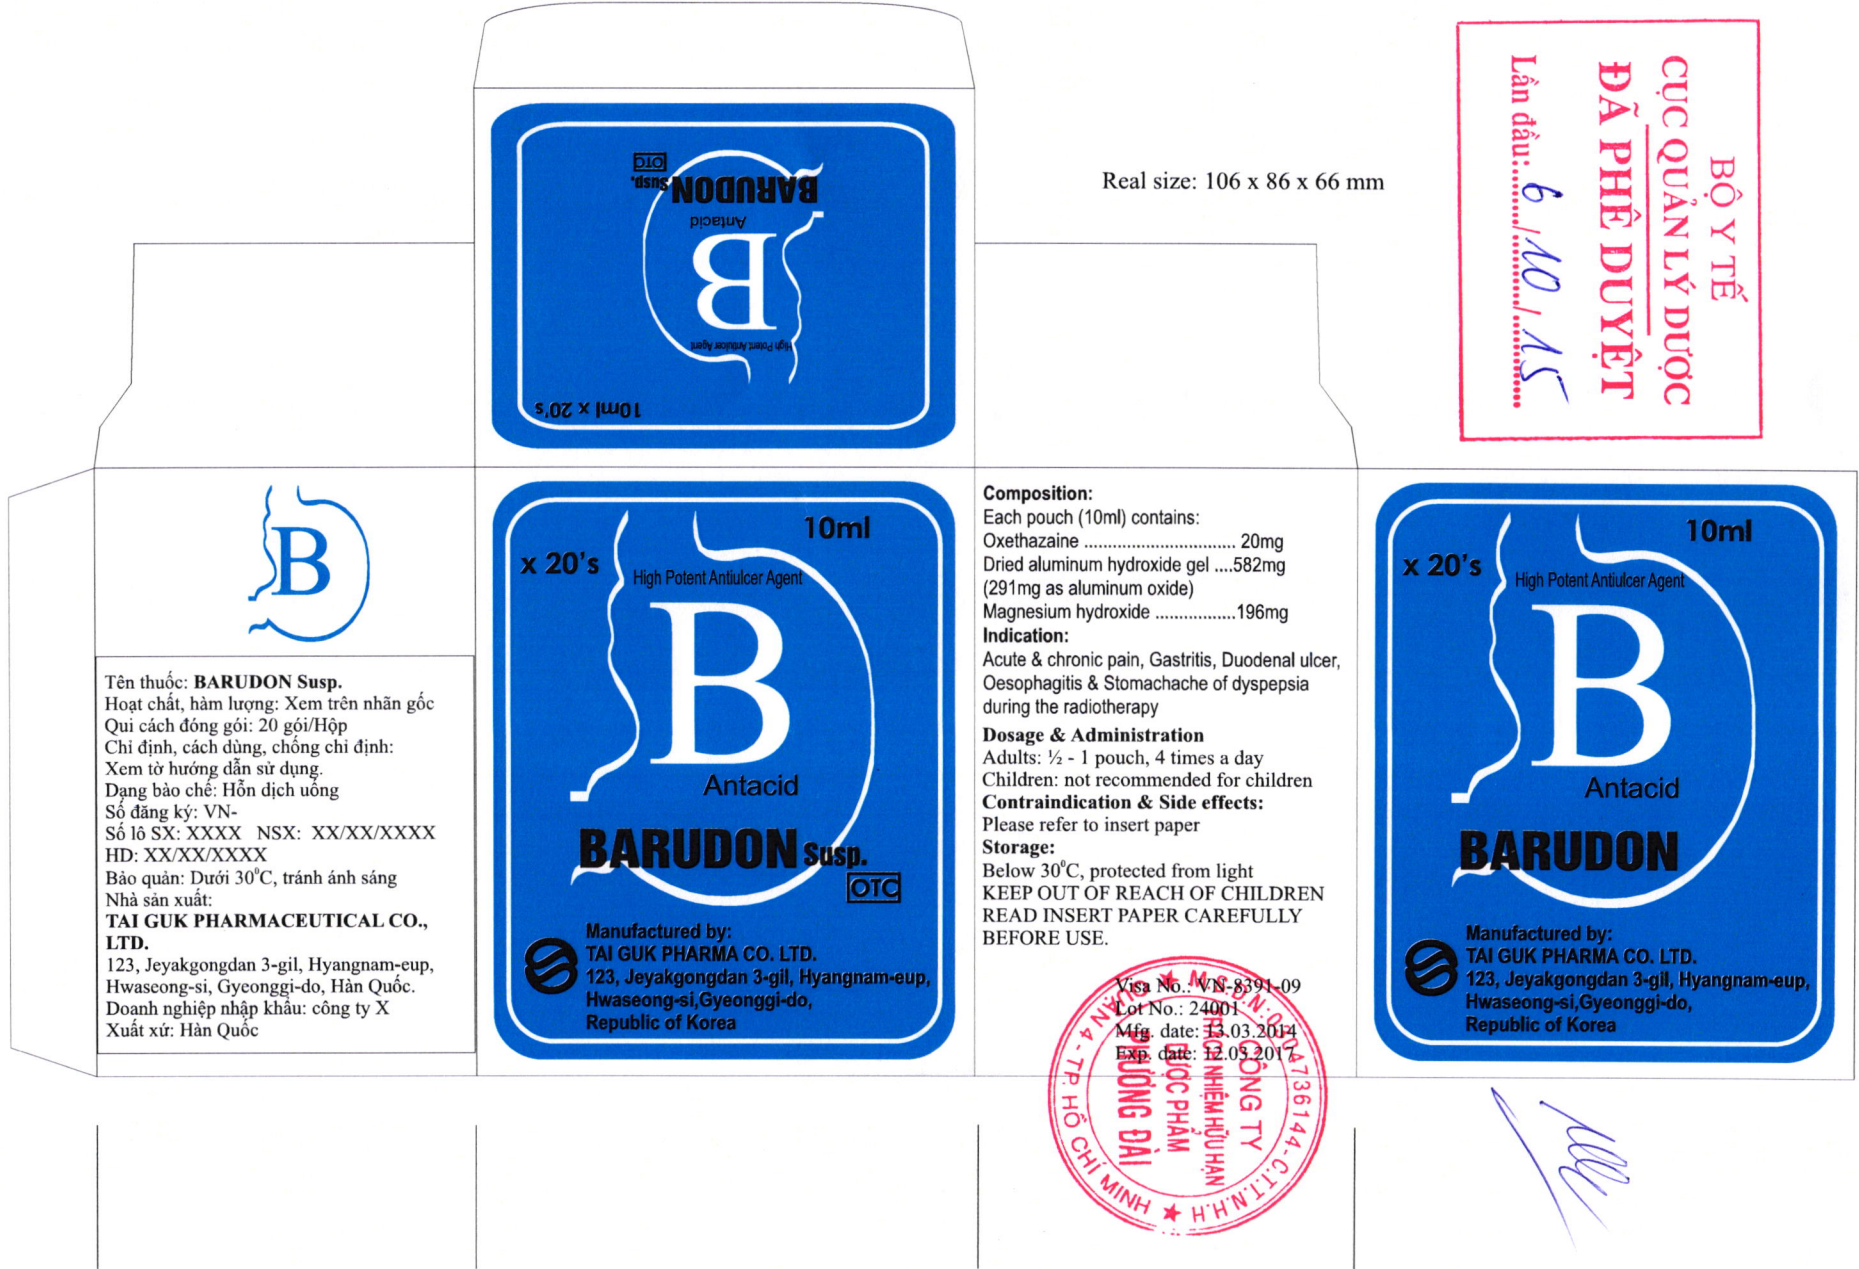 Real size: 106 x 86 x 66 mm
BỘ Y TẾ
CỤC QUẢN LÝ DƯỢC
ĐÃ PHÊ DUYỆT
Lần đầu:...6./10/.15
10ml x 20's
High Potent Antiulcer Agent
B
Antacid
BARUDON Susp.
OTC
B
Tên thuốc: BARUDON Susp.
Hoạt chất, hàm lượng: Xem trên nhãn gốc
Qui cách đóng gói: 20 gói/Hộp
Chỉ định, cách dùng, chống chỉ định:
Xem tờ hướng dẫn sử dụng.
Dạng bào chế: Hỗn dịch uống
Số đăng ký: VN-
Số lô SX: XXXX NSX: XX/XX/XXXX
HD: XX/XX/XXXX
Bảo quản: Dưới 30⁰C, tránh ánh sáng
Nhà sản xuất:
TAI GUK PHARMACEUTICAL CO.,
LTD.
123, Jeyakgongdan 3-gil, Hyangnam-eup,
Hwaseong-si, Gyeonggi-do, Hàn Quốc.
Doanh nghiệp nhập khẩu: công ty X
Xuất xứ: Hàn Quốc
10ml
x 20's
High Potent Antiulcer Agent
B
Antacid
BARUDON Susp.
OTC
Manufactured by:
TAI GUK PHARMA CO. LTD.
123, Jeyakgongdan 3-gil, Hyangnam-eup,
Hwaseong-si,Gyeonggi-do,
Republic of Korea
Composition:
Each pouch (10ml) contains:
Oxethazaine ................................ 20mg
Dried aluminum hydroxide gel ....582mg
(291mg as aluminum oxide)
Magnesium hydroxide .................196mg
Indication:
Acute & chronic pain, Gastritis, Duodenal ulcer,
Oesophagitis & Stomachache of dyspepsia
during the radiotherapy
Dosage & Administration
Adults: ½ - 1 pouch, 4 times a day
Children: not recommended for children
Contraindication & Side effects:
Please refer to insert paper
Storage:
Below 30⁰C, protected from light
KEEP OUT OF REACH OF CHILDREN
READ INSERT PAPER CAREFULLY
BEFORE USE.
Visa No.: VN-8391-09
Lot No.: 24001
Mfg. date: 13.03.2014
Exp. date: 12.03.2017
M.S.D.N:0304736144-C.T.T.N.H.H
CÔNG TY
TRÁCH NHIỆM HỮU HẠN
DƯỢC PHẨM
PHƯƠNG ĐÀI
QUẬN 4 - TP. HỒ CHÍ MINH
10ml
x 20's
High Potent Antiulcer Agent
B
Antacid
BARUDON
Manufactured by:
TAI GUK PHARMA CO. LTD.
123, Jeyakgongdan 3-gil, Hyangnam-eup,
Hwaseong-si,Gyeonggi-do,
Republic of Korea